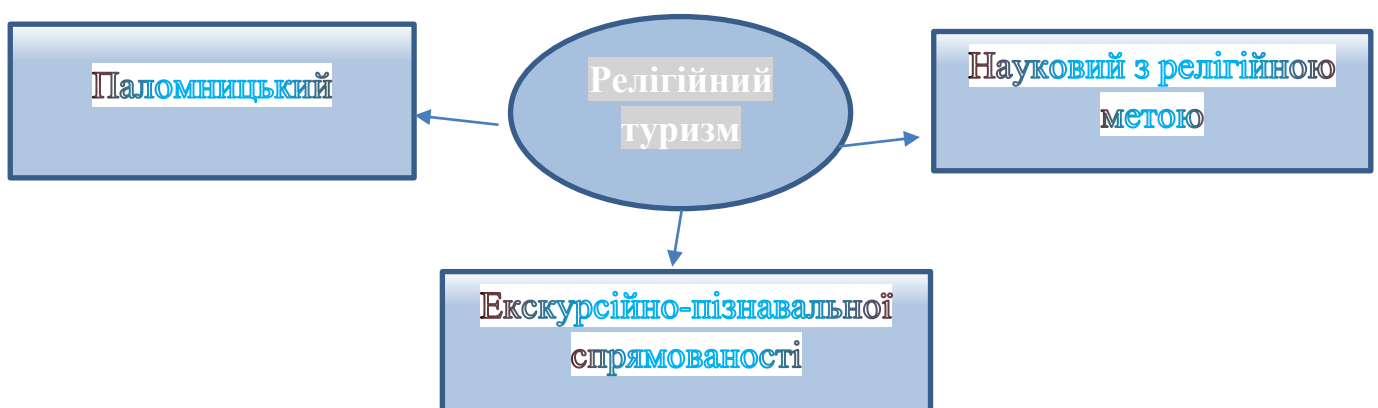 Паломницький
Релігійний
туризм
Науковий з релігійною
метою
Екскурсійно-пізнавальної
спрямованості